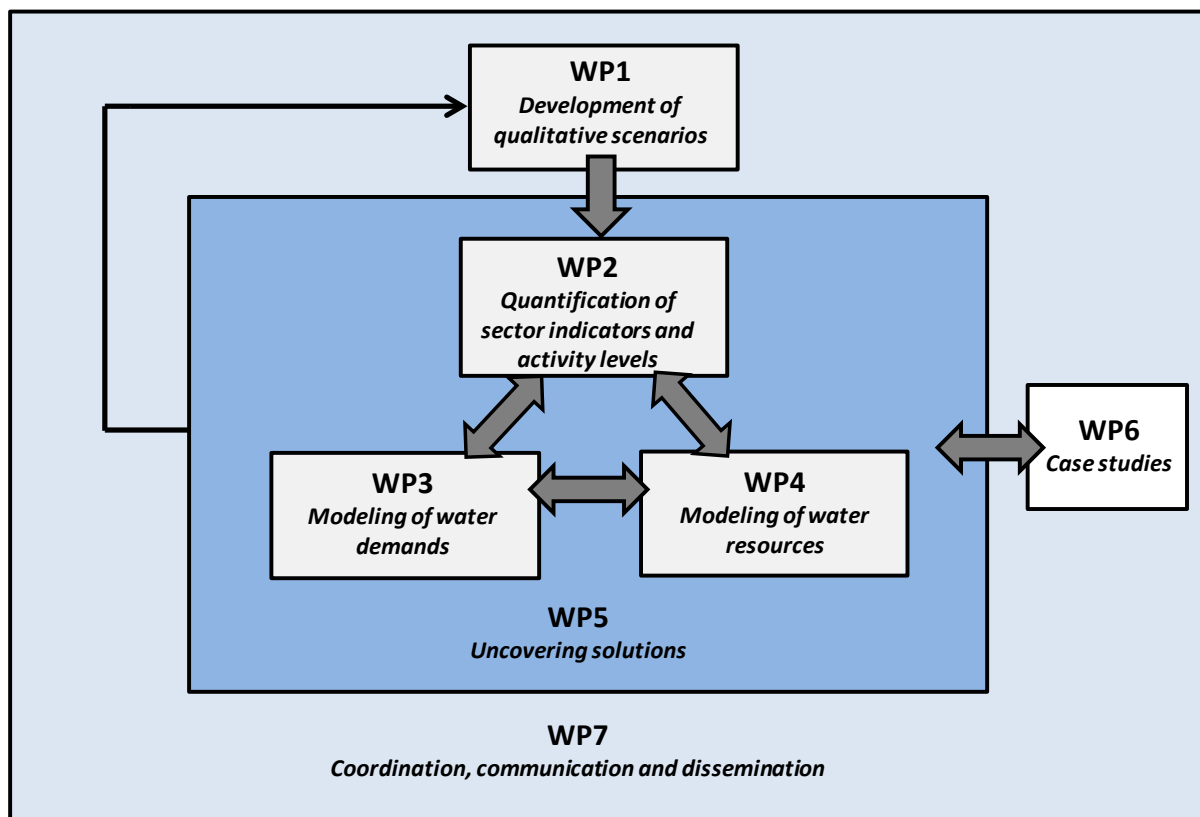 WP1
Development of
qualitative scenarios
WP2
Quantification of
sector indicators and
activity levels
WP3
Modeling of water
demands
WP4
Modeling of water
resources
WP6
Case studies
WP5
Uncovering solutions
WP7
Coordination, communication and dissemination